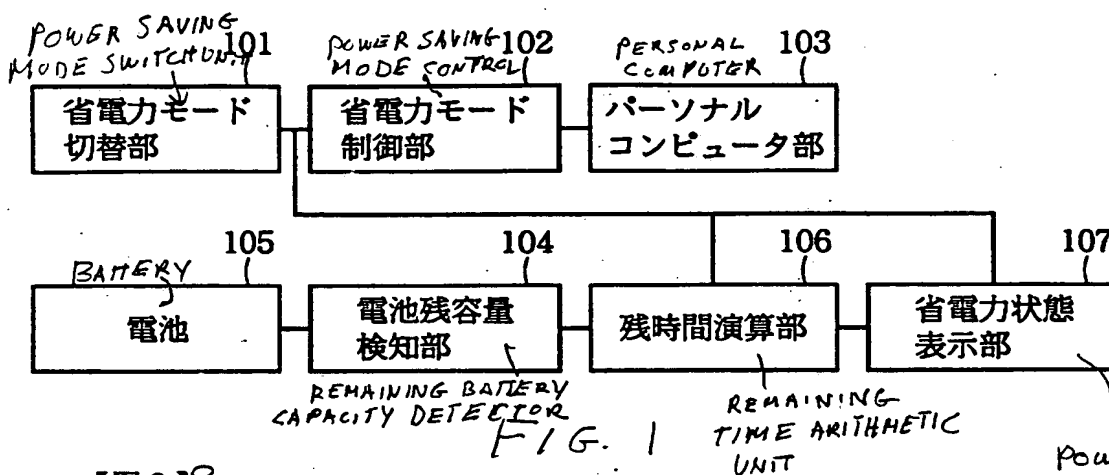 POWER SAVING
MODE SWITCH UNIT
101
POWER SAVING
MODE CONTROL
102
PERSONAL
COMPUTER
103
省電力モード
切替部
省電力モード
制御部
パーソナル
コンピュータ部
BATTERY
105
104
106
107
電池
電池残容量
検知部
残時間演算部
省電力状態
表示部
REMAINING BATTERY
CAPACITY DETECTOR
REMAINING
TIME ARITHMETIC
UNIT
FIG. 1
POW